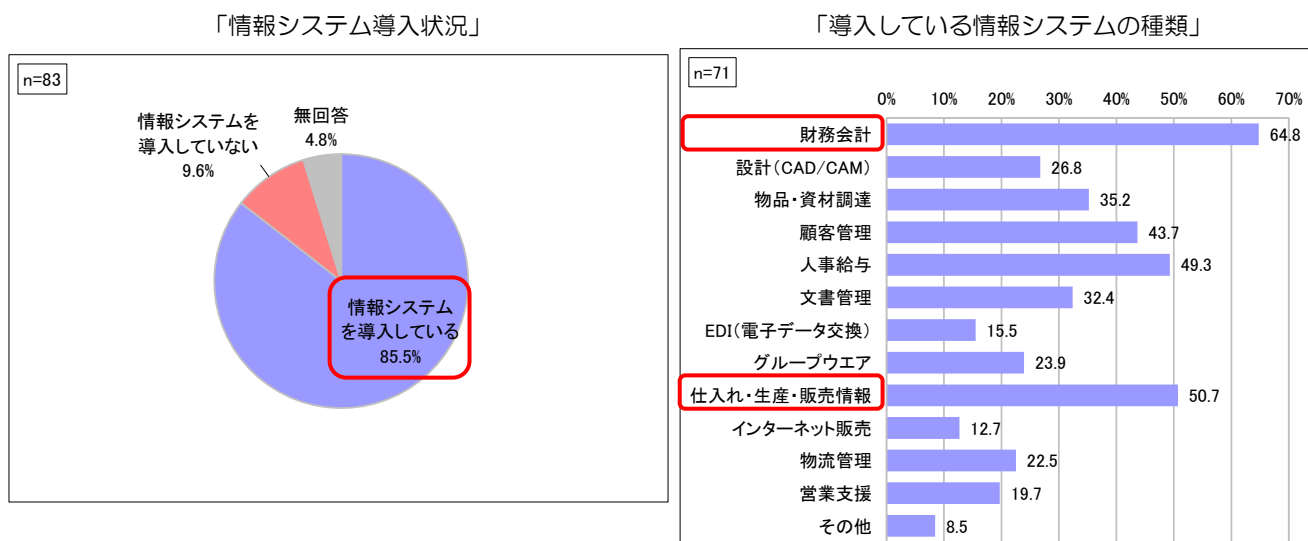 「情報システム導入状況」
n=83
無回答
4.8%
情報システムを
導入していない
9.6%
情報システム
を導入している
85.5%
「導入している情報システムの種類」
n=71
0% 10% 20% 30% 40% 50% 60% 70%
財務会計 64.8
設計(CAD/CAM) 26.8
物品・資材調達 35.2
顧客管理 43.7
人事給与 49.3
文書管理 32.4
EDI(電子データ交換) 15.5
グループウエア 23.9
仕入れ・生産・販売情報 50.7
インターネット販売 12.7
物流管理 22.5
営業支援 19.7
その他 8.5